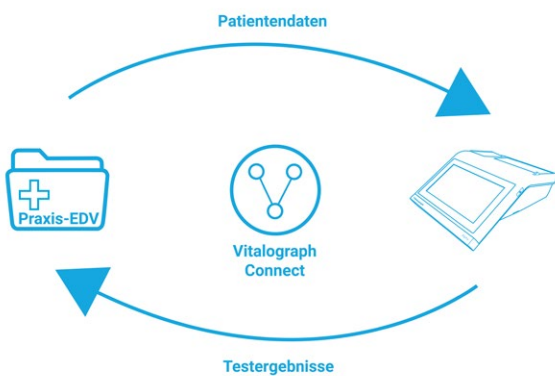 Patientendaten
Praxis-EDV
Vitalograph
Connect
Testergebnisse